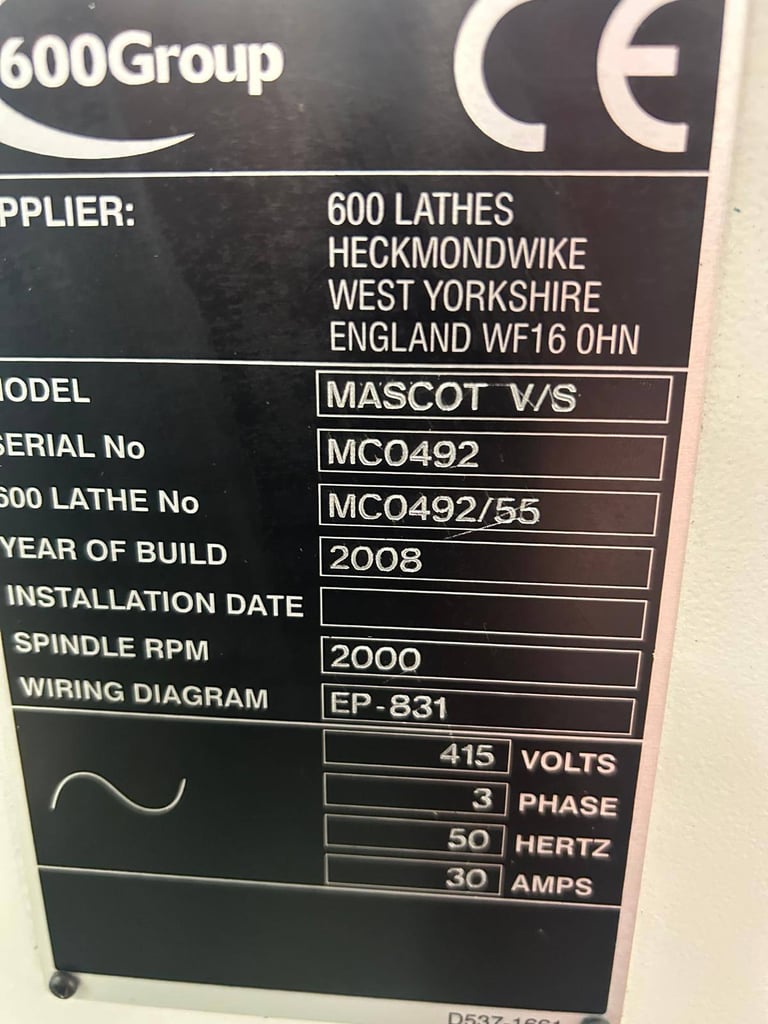 600Group CE
PPLIER: 600 LATHES
HECKMONDWIKE
WEST YORKSHIRE
ENGLAND WF16 0HN
MODEL MASCOT V/S
SERIAL No MC0492
600 LATHE No MC0492/55
YEAR OF BUILD 2008
INSTALLATION DATE
SPINDLE RPM 2000
WIRING DIAGRAM EP-831
415 VOLTS
3 PHASE
50 HERTZ
30 AMPS